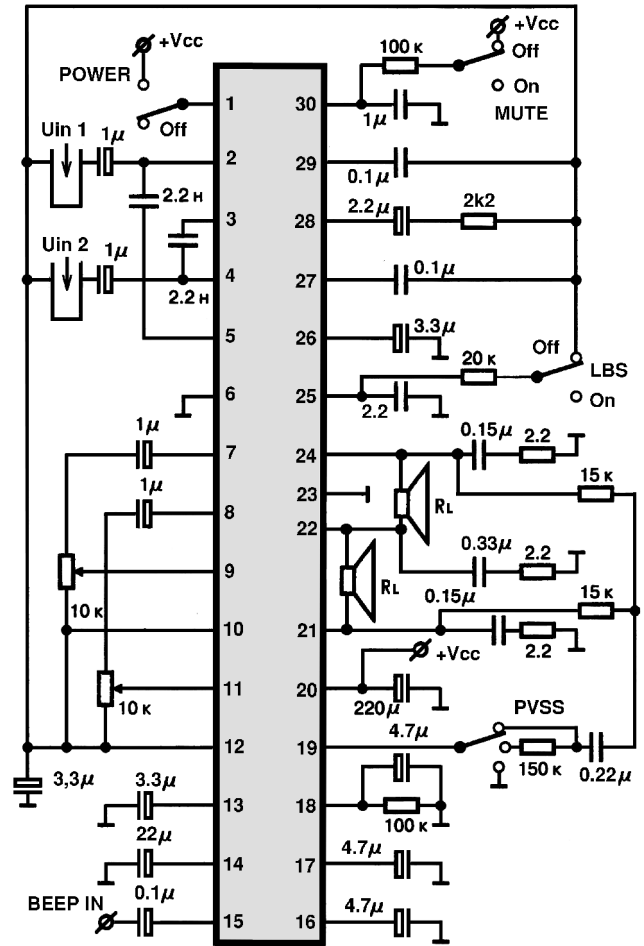 +Vcc
100 к
Off
+Vcc
POWER
On
1
30
1μ
MUTE
Off
Uin 1
1μ
2
29
0.1μ
2.2 н
2.2μ
2k2
3
28
Uin 2
1μ
0.1μ
4
27
2.2 н
3.3μ
5
26
Off
20 к
LBS
6
25
2.2
On
1μ
0.15μ
2.2
7
24
15 к
1μ
23
RL
8
22
0.33μ
2.2
9
RL
15 к
10 к
0.15μ
10
21
2.2
+Vcc
11
20
10 к
220μ
PVSS
4.7μ
12
19
150 к
0.22μ
3,3μ
3.3μ
13
18
22μ
100 к
4.7μ
14
17
BEEP IN
0.1μ
4.7μ
15
16